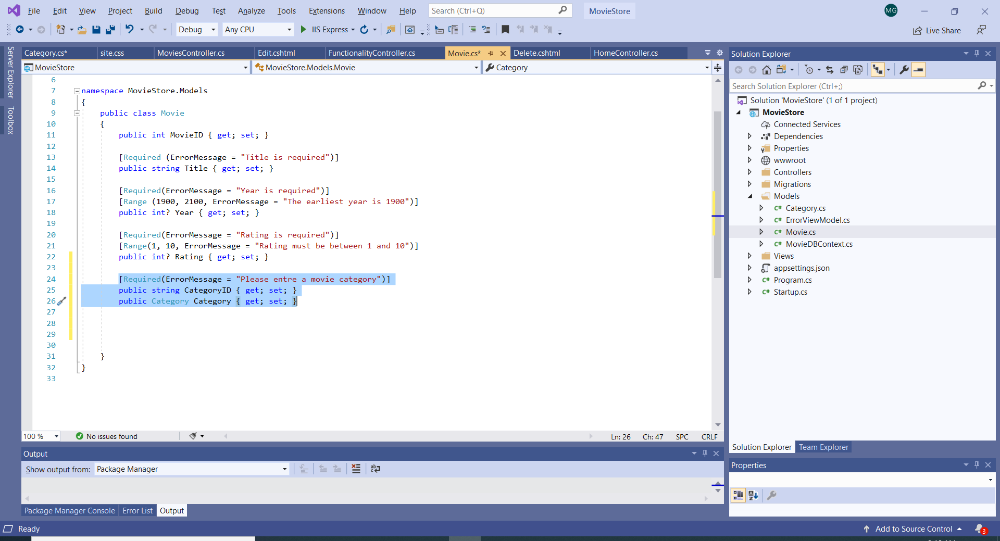 File Edit View Project Build Debug Test Analyze Tools Extensions Window Help Search (Ctrl+Q) MovieStore MG
Debug Any CPU IIS Express Live Share
Server Explorer
Toolbox
Category.cs* site.css MoviesController.cs Edit.cshtml FunctionalityController.cs Movie.cs* Delete.cshtml HomeController.cs
MovieStore MovieStore.Models.Movie Category
6
7 namespace MovieStore.Models
8 {
9 public class Movie
10 {
11 public int MovieID { get; set; }
12
13 [Required (ErrorMessage = "Title is required")]
14 public string Title { get; set; }
15
16 [Required(ErrorMessage = "Year is required")]
17 [Range (1900, 2100, ErrorMessage = "The earliest year is 1900")]
18 public int? Year { get; set; }
19
20 [Required(ErrorMessage = "Rating is required")]
21 [Range(1, 10, ErrorMessage = "Rating must be between 1 and 10")]
22 public int? Rating { get; set; }
23
24 [Required(ErrorMessage = "Please entre a movie category")]
25 public string CategoryID { get; set; }
26 public Category Category { get; set; }
27
28
29
30
31 }
32 }
33
100 % No issues found Ln: 26 Ch: 47 SPC CRLF
Output
Show output from: Package Manager
Package Manager Console Error List Output
Solution Explorer
Search Solution Explorer (Ctrl+;)
Solution 'MovieStore' (1 of 1 project)
MovieStore
Connected Services
Dependencies
Properties
wwwroot
Controllers
Migrations
Models
C# Category.cs
C# ErrorViewModel.cs
C# Movie.cs
C# MovieDBContext.cs
Views
appsettings.json
C# Program.cs
C# Startup.cs
Solution Explorer Team Explorer
Properties
Ready Add to Source Control 3